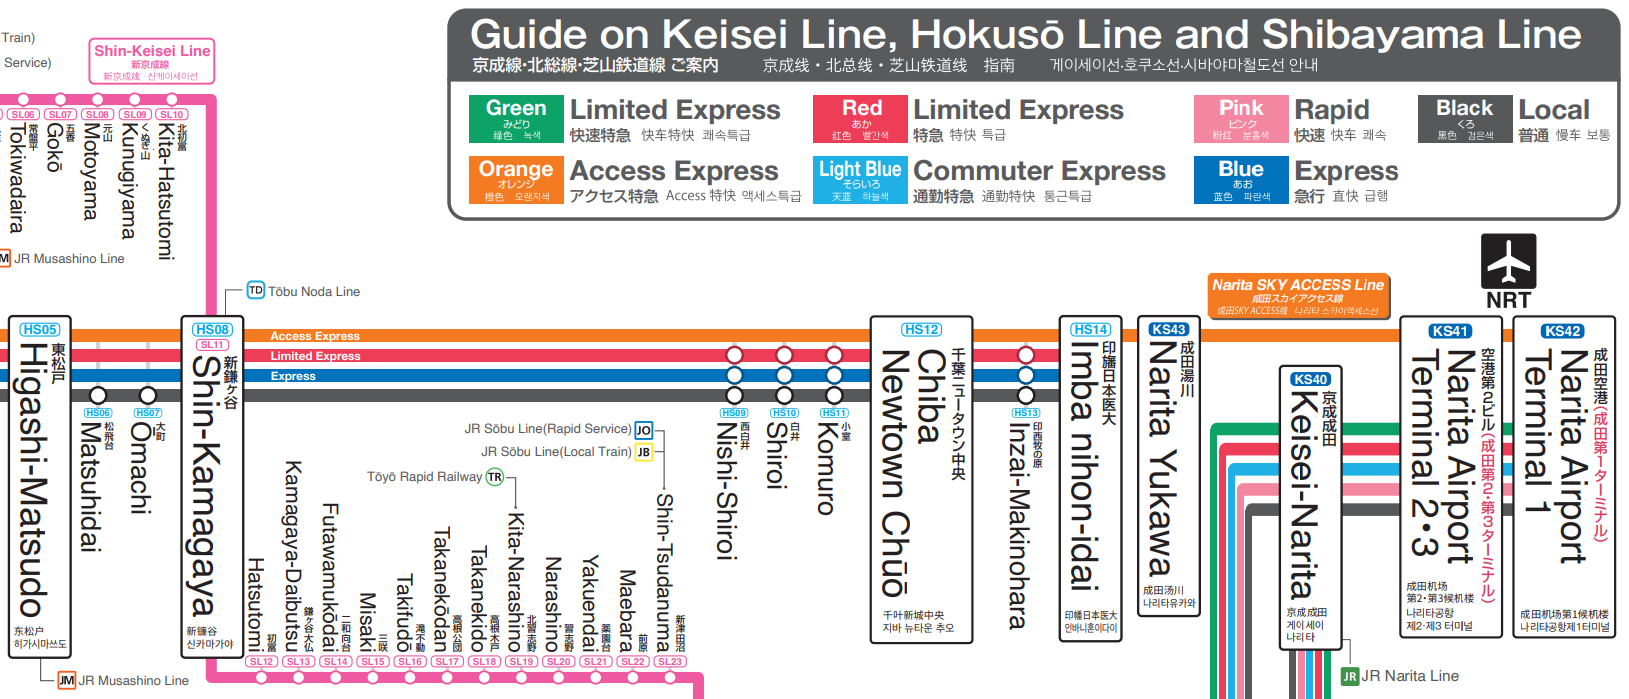 Guide on Keisei Line, Hokusō Line and Shibayama Line
京成線・北総線・芝山鉄道線 ご案内 京成线・北总线・芝山铁道线 指南 게이세이선·호쿠소선·시바야마철도선 안내
Green
みどり
绿色 녹색
Limited Express
快速特急 快车特快 쾌속특급
Red
あか
红色 빨간색
Limited Express
特急 特快 특급
Pink
ピンク
粉紅 분홍색
Rapid
快速 快车 쾌속
Black
くろ
黑色 검은색
Local
普通 慢车 보통
Orange
オレンジ
橙色 오렌지색
Access Express
アクセス特急 Access 特快 액세스특급
Light Blue
そらいろ
天蓝 하늘색
Commuter Express
通勤特急 通勤特快 통근특급
Blue
あお
蓝色 파란색
Express
急行 直快 급행
Train)
Service)
Shin-Keisei Line
新京成線
新京成线 신케이세이선
SL06
常盤平
Tokiwadaira
SL07
五香
Gokō
SL08
元山
Motoyama
SL09
くぬぎ山
Kunugiyama
SL10
北初富
Kita-Hatsutomi
M JR Musashino Line
TD Tōbu Noda Line
NRT
Narita SKY ACCESS Line
成田スカイアクセス線
成田SKY ACCESS线 나리타 스카이액세스선
Access Express
Limited Express
Express
HS05
東松戸
Higashi-Matsudo
东松户
히가시마쓰도
JM JR Musashino Line
HS06
松飛台
Matsuhidai
HS07
大町
Ōmachi
HS08
SL11
新鎌ヶ谷
Shin-Kamagaya
新镰谷
신카마가야
HS09
西白井
Nishi-Shiroi
HS10
白井
Shiroi
HS11
小室
Komuro
HS12
千葉ニュータウン中央
Chiba
Newtown Chūō
千叶新城中央
지바 뉴타운 추오
HS13
印西牧の原
Inzai-Makinohara
HS14
印旛日本医大
Imba nihon-idai
印幡日本医大
인바니혼이다이
KS43
成田湯川
Narita Yukawa
成田汤川
나리타유카와
KS40
京成成田
Keisei-Narita
京成成田
게이세이
나리타
KS41
空港第2ビル(成田第2・第3ターミナル)
Narita Airport
Terminal 2・3
成田机场
第2・第3候机楼
나리타공항
제2·제3 터미널
KS42
成田空港(成田第1ターミナル)
Narita Airport
Terminal 1
成田机场第1候机楼
나리타공항제1터미널
JR JR Narita Line
JR Sōbu Line(Rapid Service) JO
JR Sōbu Line(Local Train) JB
Tōyō Rapid Railway TR
Hatsutomi
初富
SL12
Kamagaya-Daibutsu
鎌ヶ谷大仏
SL13
Futawamukōdai
二和向台
SL14
Misaki
三咲
SL15
Takifudō
滝不動
SL16
Takanekōdan
高根公団
SL17
Takanekido
高根木戸
SL18
Kita-Narashino
北習志野
SL19
Narashino
習志野
SL20
Yakuendai
薬園台
SL21
Maebara
前原
SL22
Shin-Tsudanuma
新津田沼
SL23